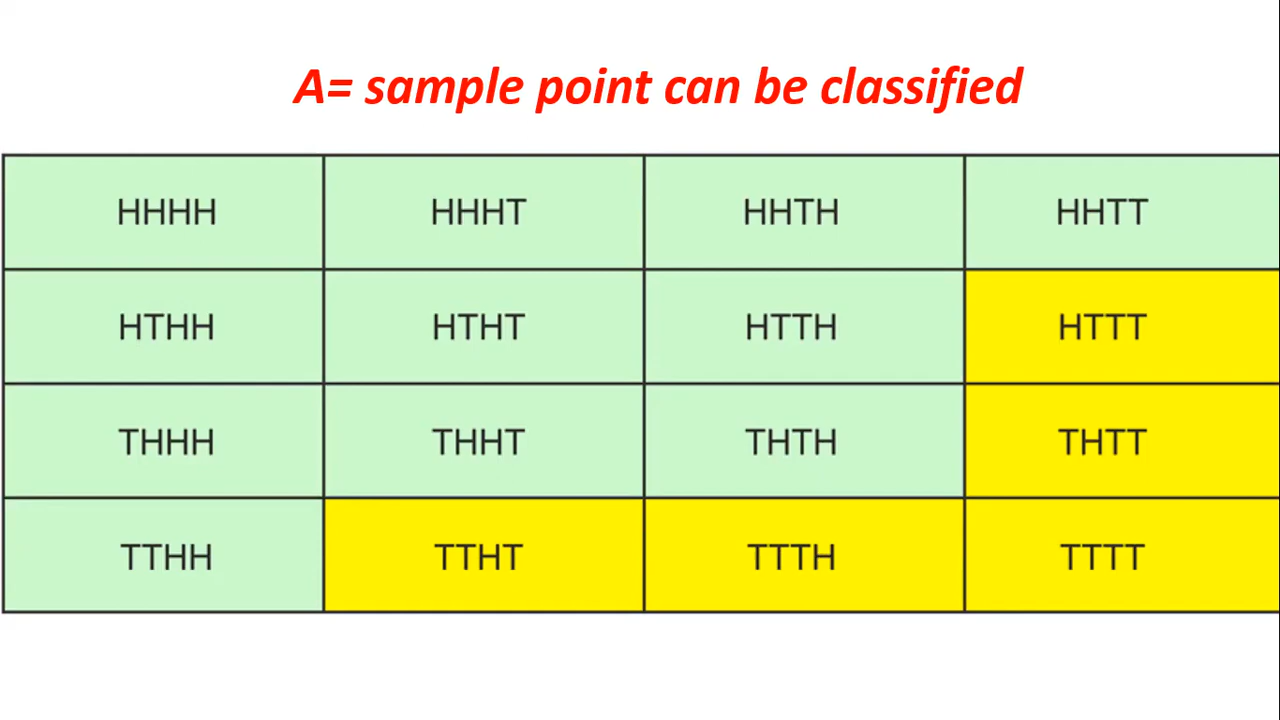 A= sample point can be classified
HHHH HHHT HHTH HHTT
HTHH HTHT HTTH HTTT
THHH THHT THTH THTT
TTHH TTHT TTTH TTTT